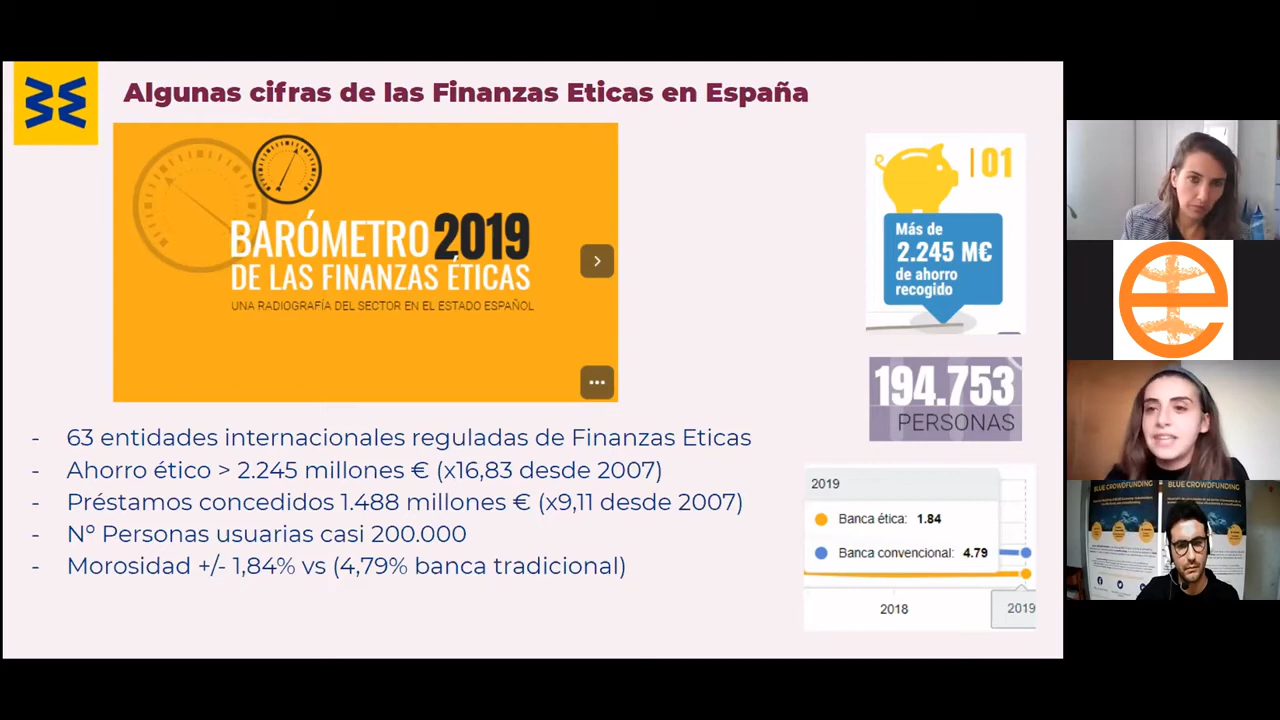 Algunas cifras de las Finanzas Eticas en España
BARÓMETRO 2019
DE LAS FINANZAS ÉTICAS
UNA RADIOGRAFÍA DEL SECTOR EN EL ESTADO ESPAÑOL
01
Más de
2.245 M€
de ahorro
recogido
194.753
PERSONAS
- 63 entidades internacionales reguladas de Finanzas Eticas
- Ahorro ético > 2.245 millones € (x16,83 desde 2007)
- Préstamos concedidos 1.488 millones € (x9,11 desde 2007)
- Nº Personas usuarias casi 200.000
- Morosidad +/- 1,84% vs (4,79% banca tradicional)
2019
Banca ética: 1.84
Banca convencional: 4.79
2018
2019
BLUE CROWDFUNDING
BLUE CROWDFUNDING